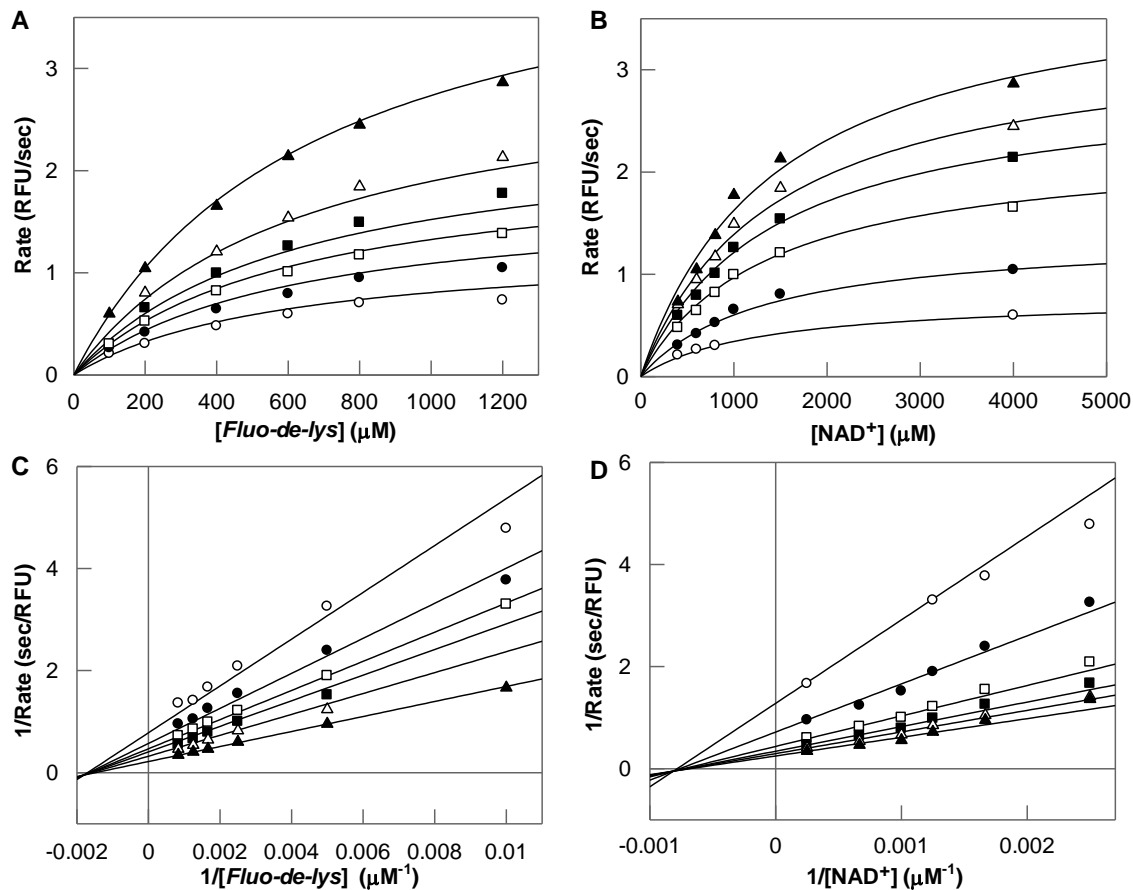 A
Rate (RFU/sec)
3
2
1
0
0 200 400 600 800 1000 1200
[Fluo-de-lys] (μM)
B
Rate (RFU/sec)
3
2
1
0
0 1000 2000 3000 4000 5000
[NAD⁺] (μM)
C
1/Rate (sec/RFU)
6
4
2
0
-0.002 0 0.002 0.004 0.006 0.008 0.01
1/[Fluo-de-lys] (μM⁻¹)
D
1/Rate (sec/RFU)
6
4
2
0
-0.001 0 0.001 0.002
1/[NAD⁺] (μM⁻¹)